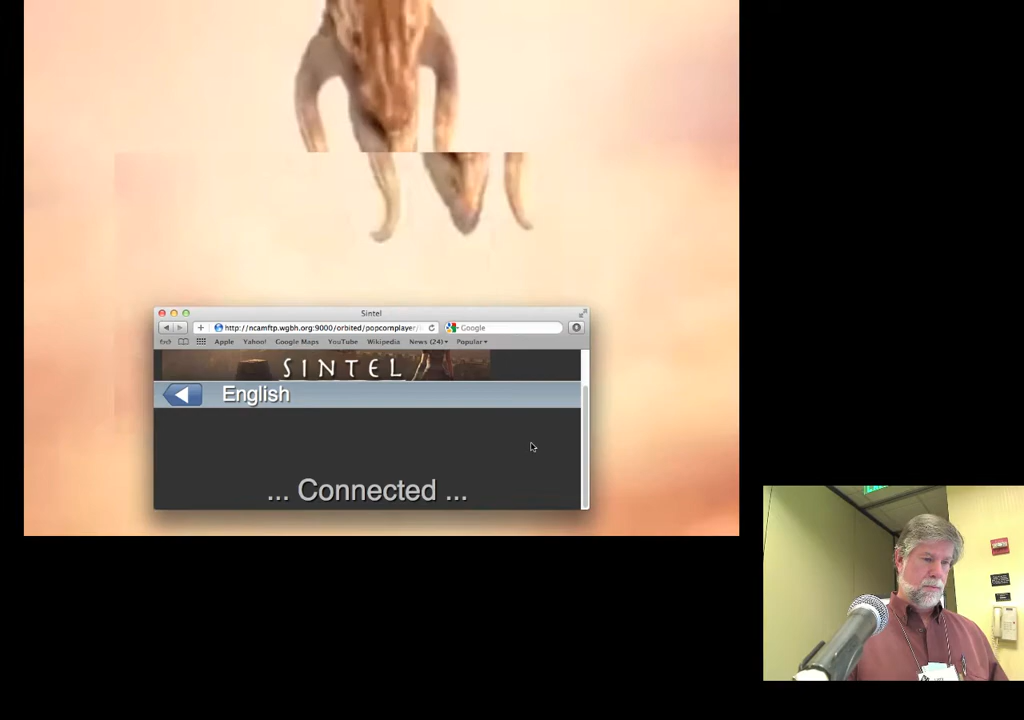 Sintel
http://ncamftp.wgbh.org:9000/orbited/popcornplayer/
Google
Apple Yahoo! Google Maps YouTube Wikipedia News (24) Popular
SINTEL
English
... Connected ...